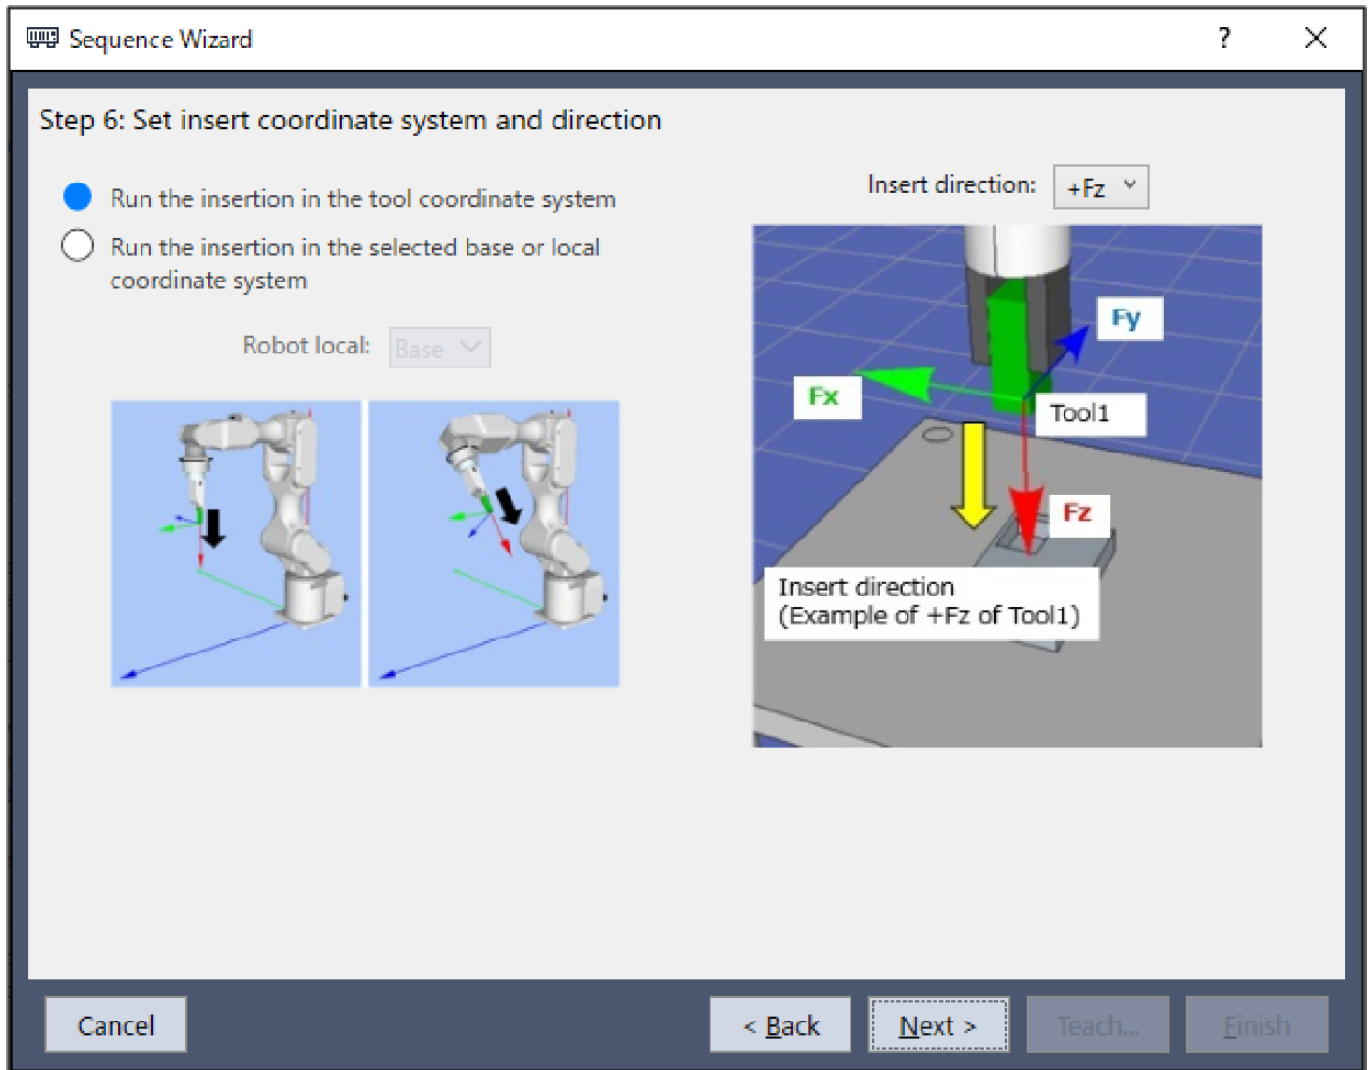 Sequence Wizard
?
Step 6: Set insert coordinate system and direction
Run the insertion in the tool coordinate system
Run the insertion in the selected base or local
coordinate system
Robot local:
Base
Insert direction:
+Fz
Fy
Fx
Tool1
Fz
Insert direction
(Example of +Fz of Tool1)
Cancel
< Back
Next >
Teach...
Finish